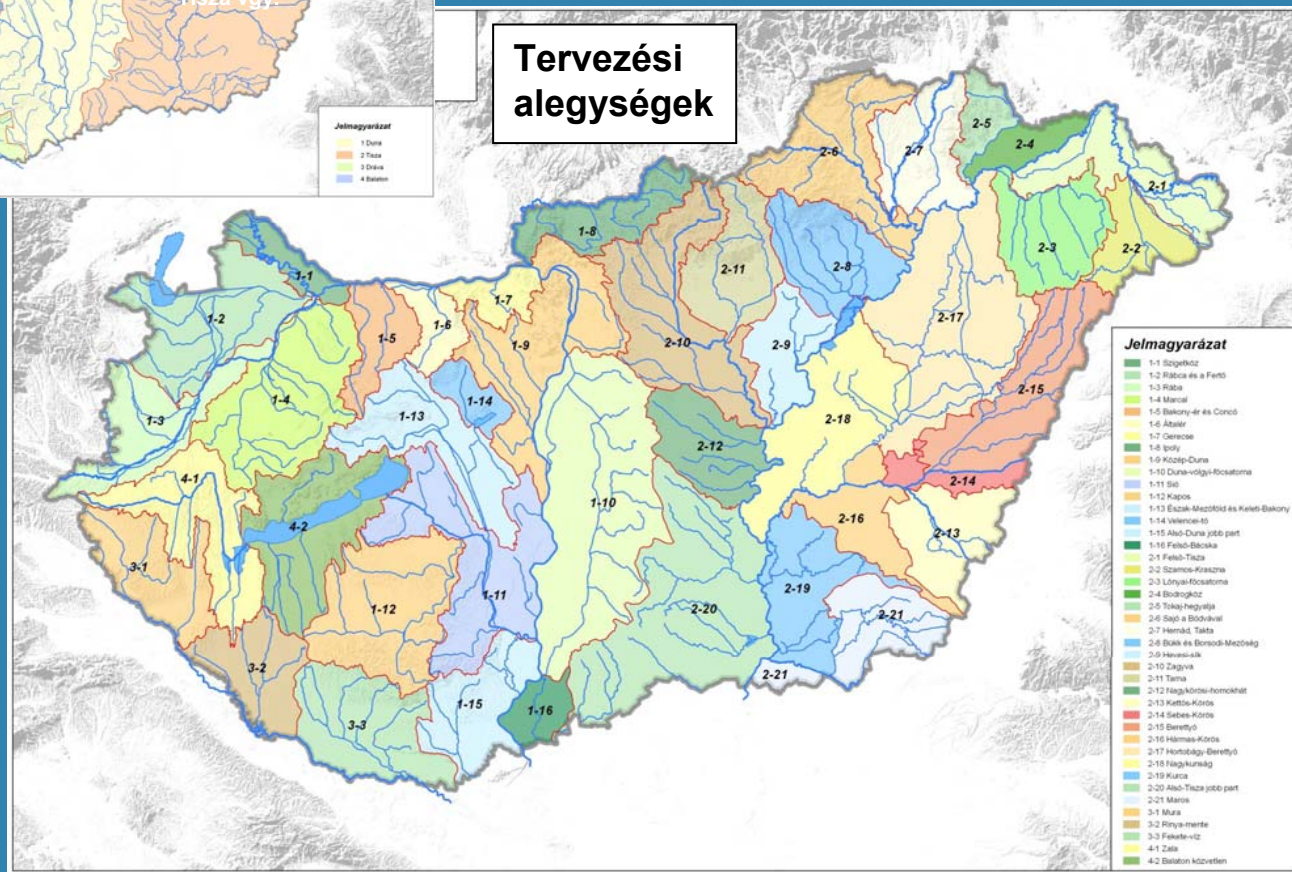 Tisza vgy.
Jelmagyarázat
1 Duna
2 Tisza
3 Dráva
4 Balaton
Tervezési
alegységek
1-1
1-2
1-3
1-4
1-5
1-6
1-7
1-8
1-9
1-10
1-11
1-12
1-13
1-14
1-15
1-16
2-1
2-2
2-3
2-4
2-5
2-6
2-7
2-8
2-9
2-10
2-11
2-12
2-13
2-14
2-15
2-16
2-17
2-18
2-19
2-20
2-21
2-21
3-1
3-2
3-3
4-1
4-2
Jelmagyarázat
1-1 Szigetköz
1-2 Rábca és a Fertő
1-3 Rába
1-4 Marcal
1-5 Bakony-ér és Concó
1-6 Általér
1-7 Gerecse
1-8 Ipoly
1-9 Közép-Duna
1-10 Duna-völgyi-főcsatorna
1-11 Sió
1-12 Kapos
1-13 Észak-Mezőföld és Keleti-Bakony
1-14 Velencei-tó
1-15 Alsó-Duna jobb part
1-16 Felső-Bácska
2-1 Felső-Tisza
2-2 Szamos-Kraszna
2-3 Lónyai-főcsatorna
2-4 Bodrogköz
2-5 Tokaj-hegyalja
2-6 Sajó a Bódvával
2-7 Hernád, Takta
2-8 Bükk és Borsodi-Mezőség
2-9 Hevesi-sík
2-10 Zagyva
2-11 Tarna
2-12 Nagykőrösi-homokhát
2-13 Kettős-Körös
2-14 Sebes-Körös
2-15 Berettyó
2-16 Hármas-Körös
2-17 Hortobágy-Berettyó
2-18 Nagykunság
2-19 Kurca
2-20 Alsó-Tisza jobb part
2-21 Maros
3-1 Mura
3-2 Rinya-mente
3-3 Fekete-víz
4-1 Zala
4-2 Balaton közvetlen